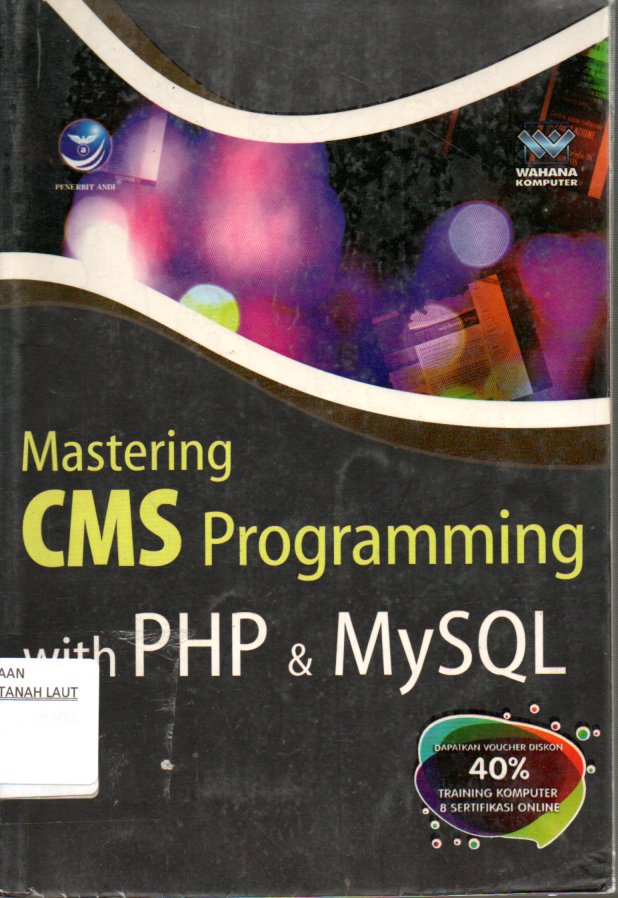 PENERBIT ANDI
WAHANA
KOMPUTER
Mastering
CMS Programming
with PHP & MySQL
AAN
TANAH LAUT
DAPATKAN VOUCHER DISKON
40%
TRAINING KOMPUTER
8 SERTIFIKASI ONLINE